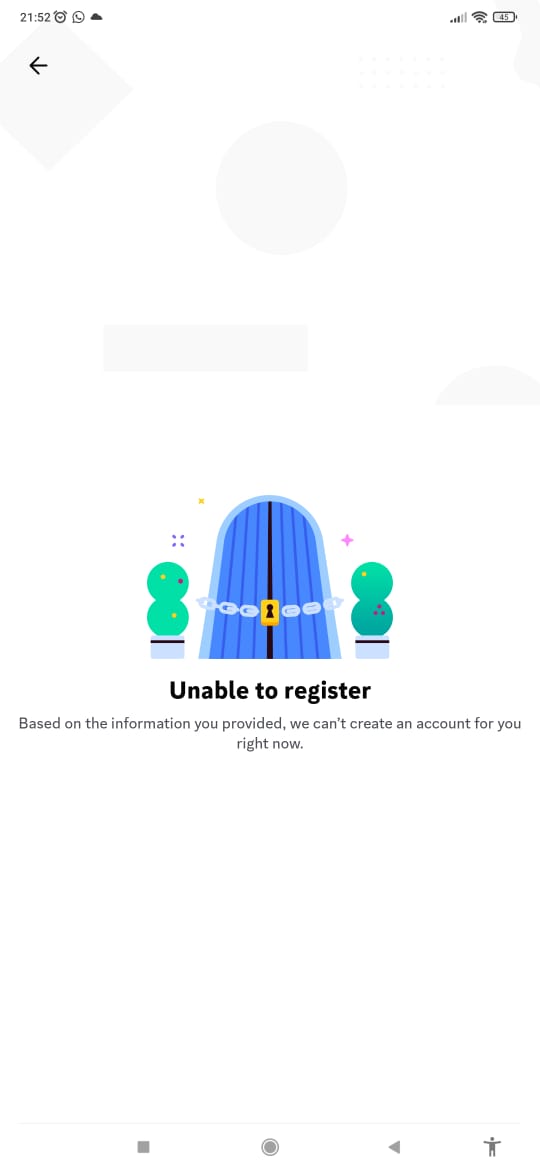 21:52
45
Unable to register
Based on the information you provided, we can't create an account for you
right now.